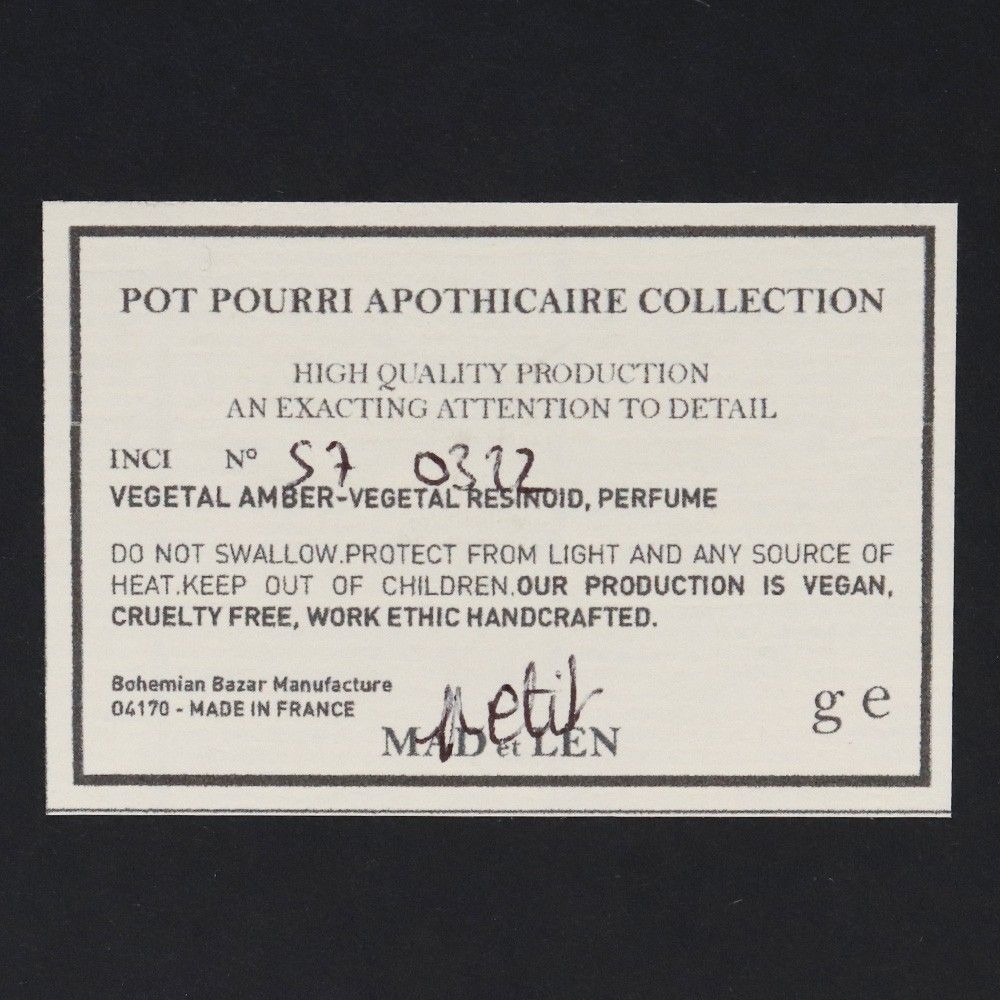 POT POURRI APOTHICAIRE COLLECTION
HIGH QUALITY PRODUCTION
AN EXACTING ATTENTION TO DETAIL
INCI N° S7 0322
VEGETAL AMBER-VEGETAL RESINOID, PERFUME
DO NOT SWALLOW.PROTECT FROM LIGHT AND ANY SOURCE OF
HEAT.KEEP OUT OF CHILDREN.OUR PRODUCTION IS VEGAN,
CRUELTY FREE, WORK ETHIC HANDCRAFTED.
Bohemian Bazar Manufacture
04170 - MADE IN FRANCE
petit
MAD et LEN
g e